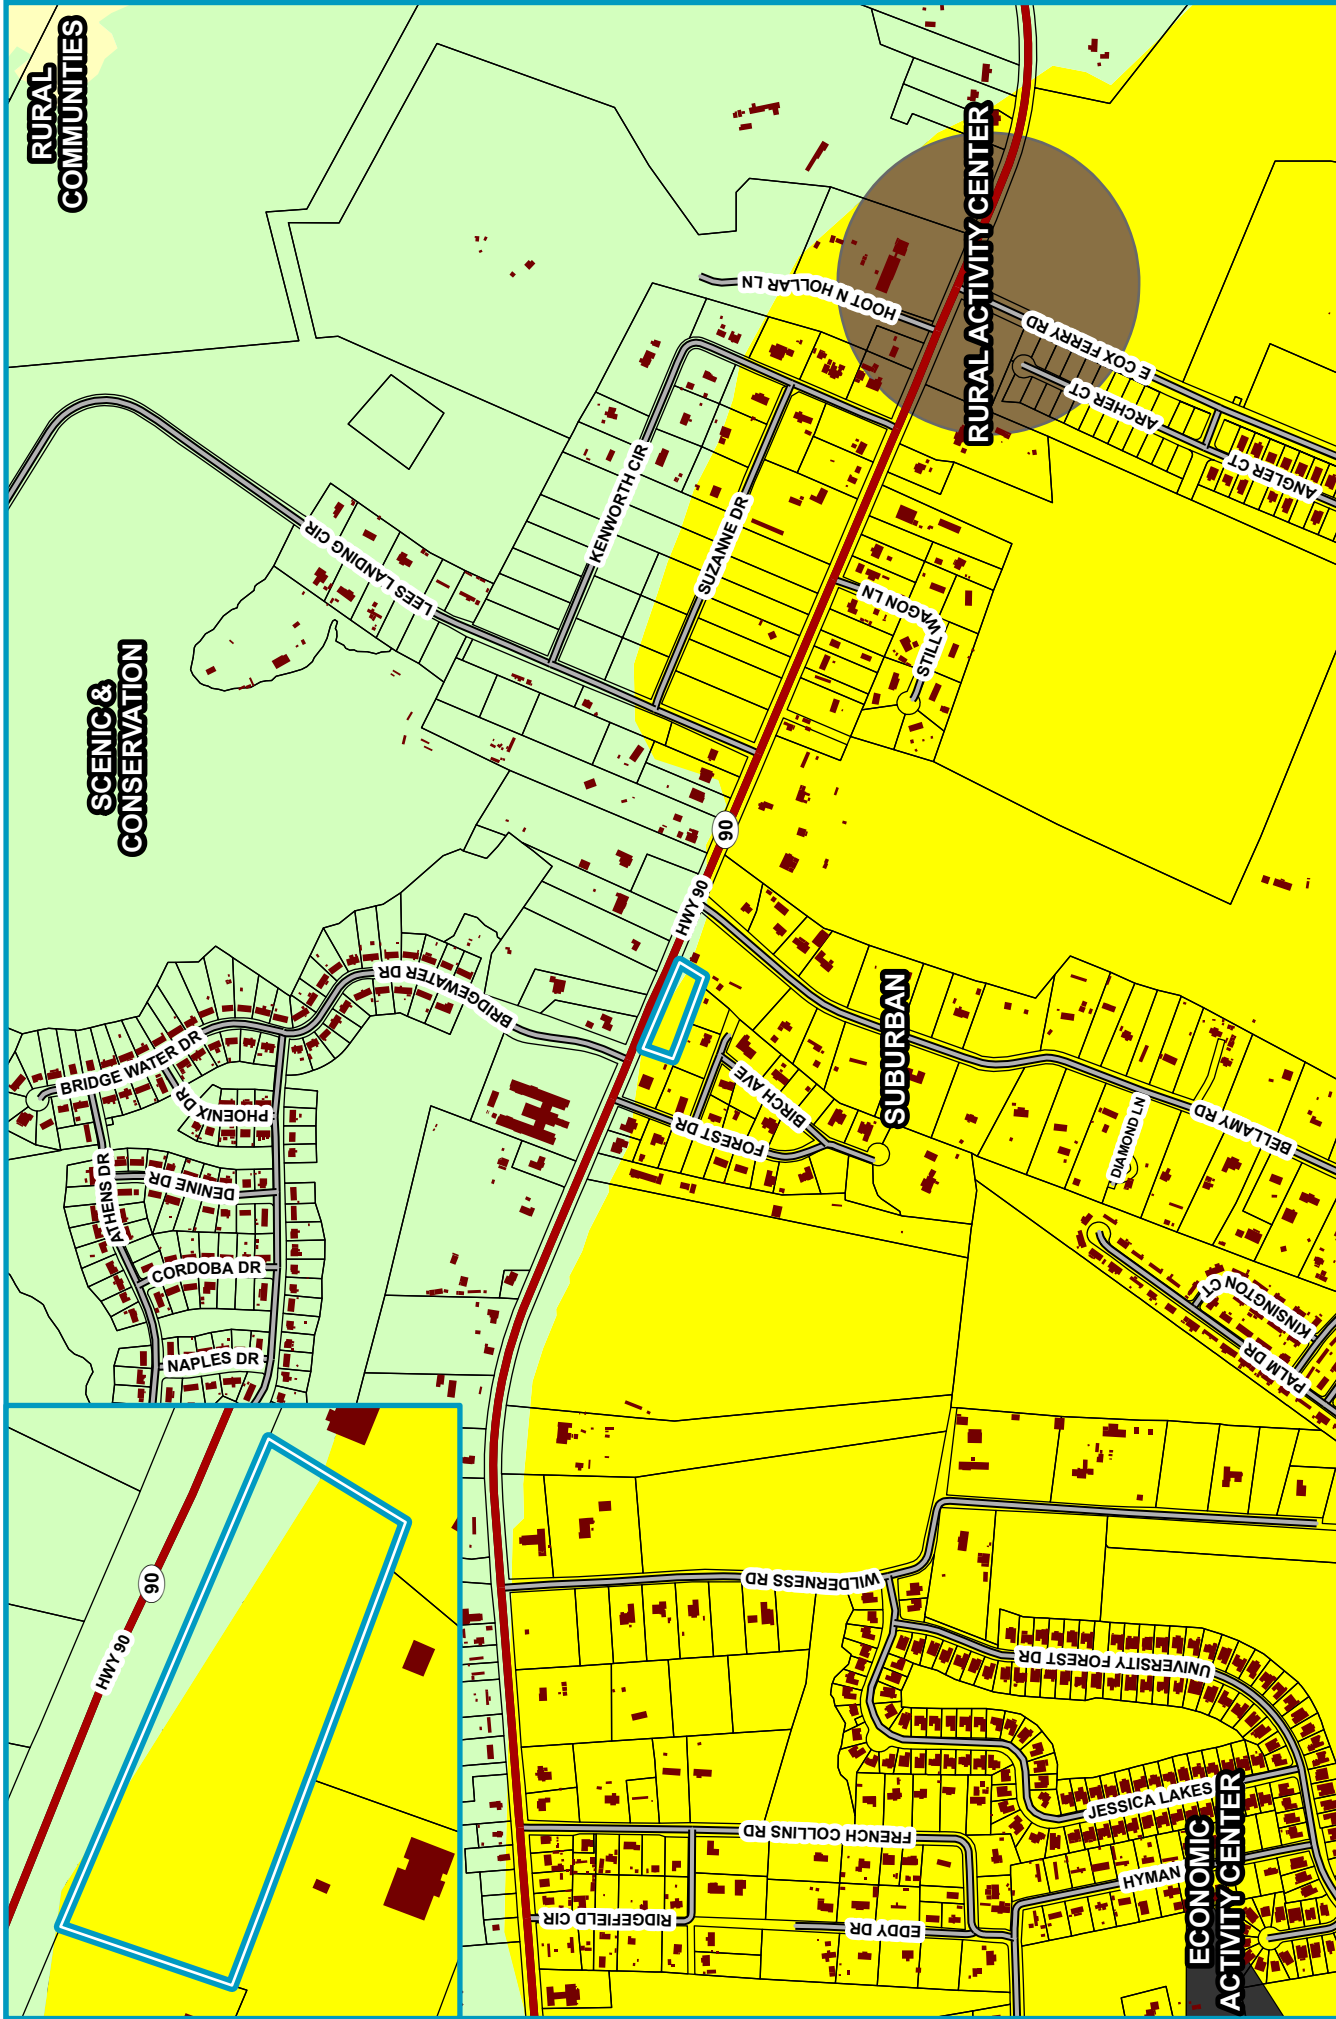 RURAL
COMMUNITIES
RURAL ACTIVITY CENTER
HOOT N HOLLAR LN
E COX FERRY RD
ARCHER CT
ANGLER CT
KENWORTH CIR
SUZANNE DR
LEES LANDING CIR
STILL WAGON LN
SCENIC &
CONSERVATION
90
HWY 90
BRIDGEWATER DR
BRIDGE WATER DR
PHOENIX DR
DENINE DR
ATHENS DR
CORDOBA DR
NAPLES DR
SUBURBAN
BIRCH AVE
FOREST DR
DIAMOND LN
BELLAMY RD
KINSINGTON CT
PALM DR
90
HWY 90
WILDERNESS RD
UNIVERSITY FOREST DR
JESSICA LAKES
FRENCH COLLINS RD
HYMAN
RIDGEFIELD CIR
EDDY DR
ECONOMIC
ACTIVITY CENTER